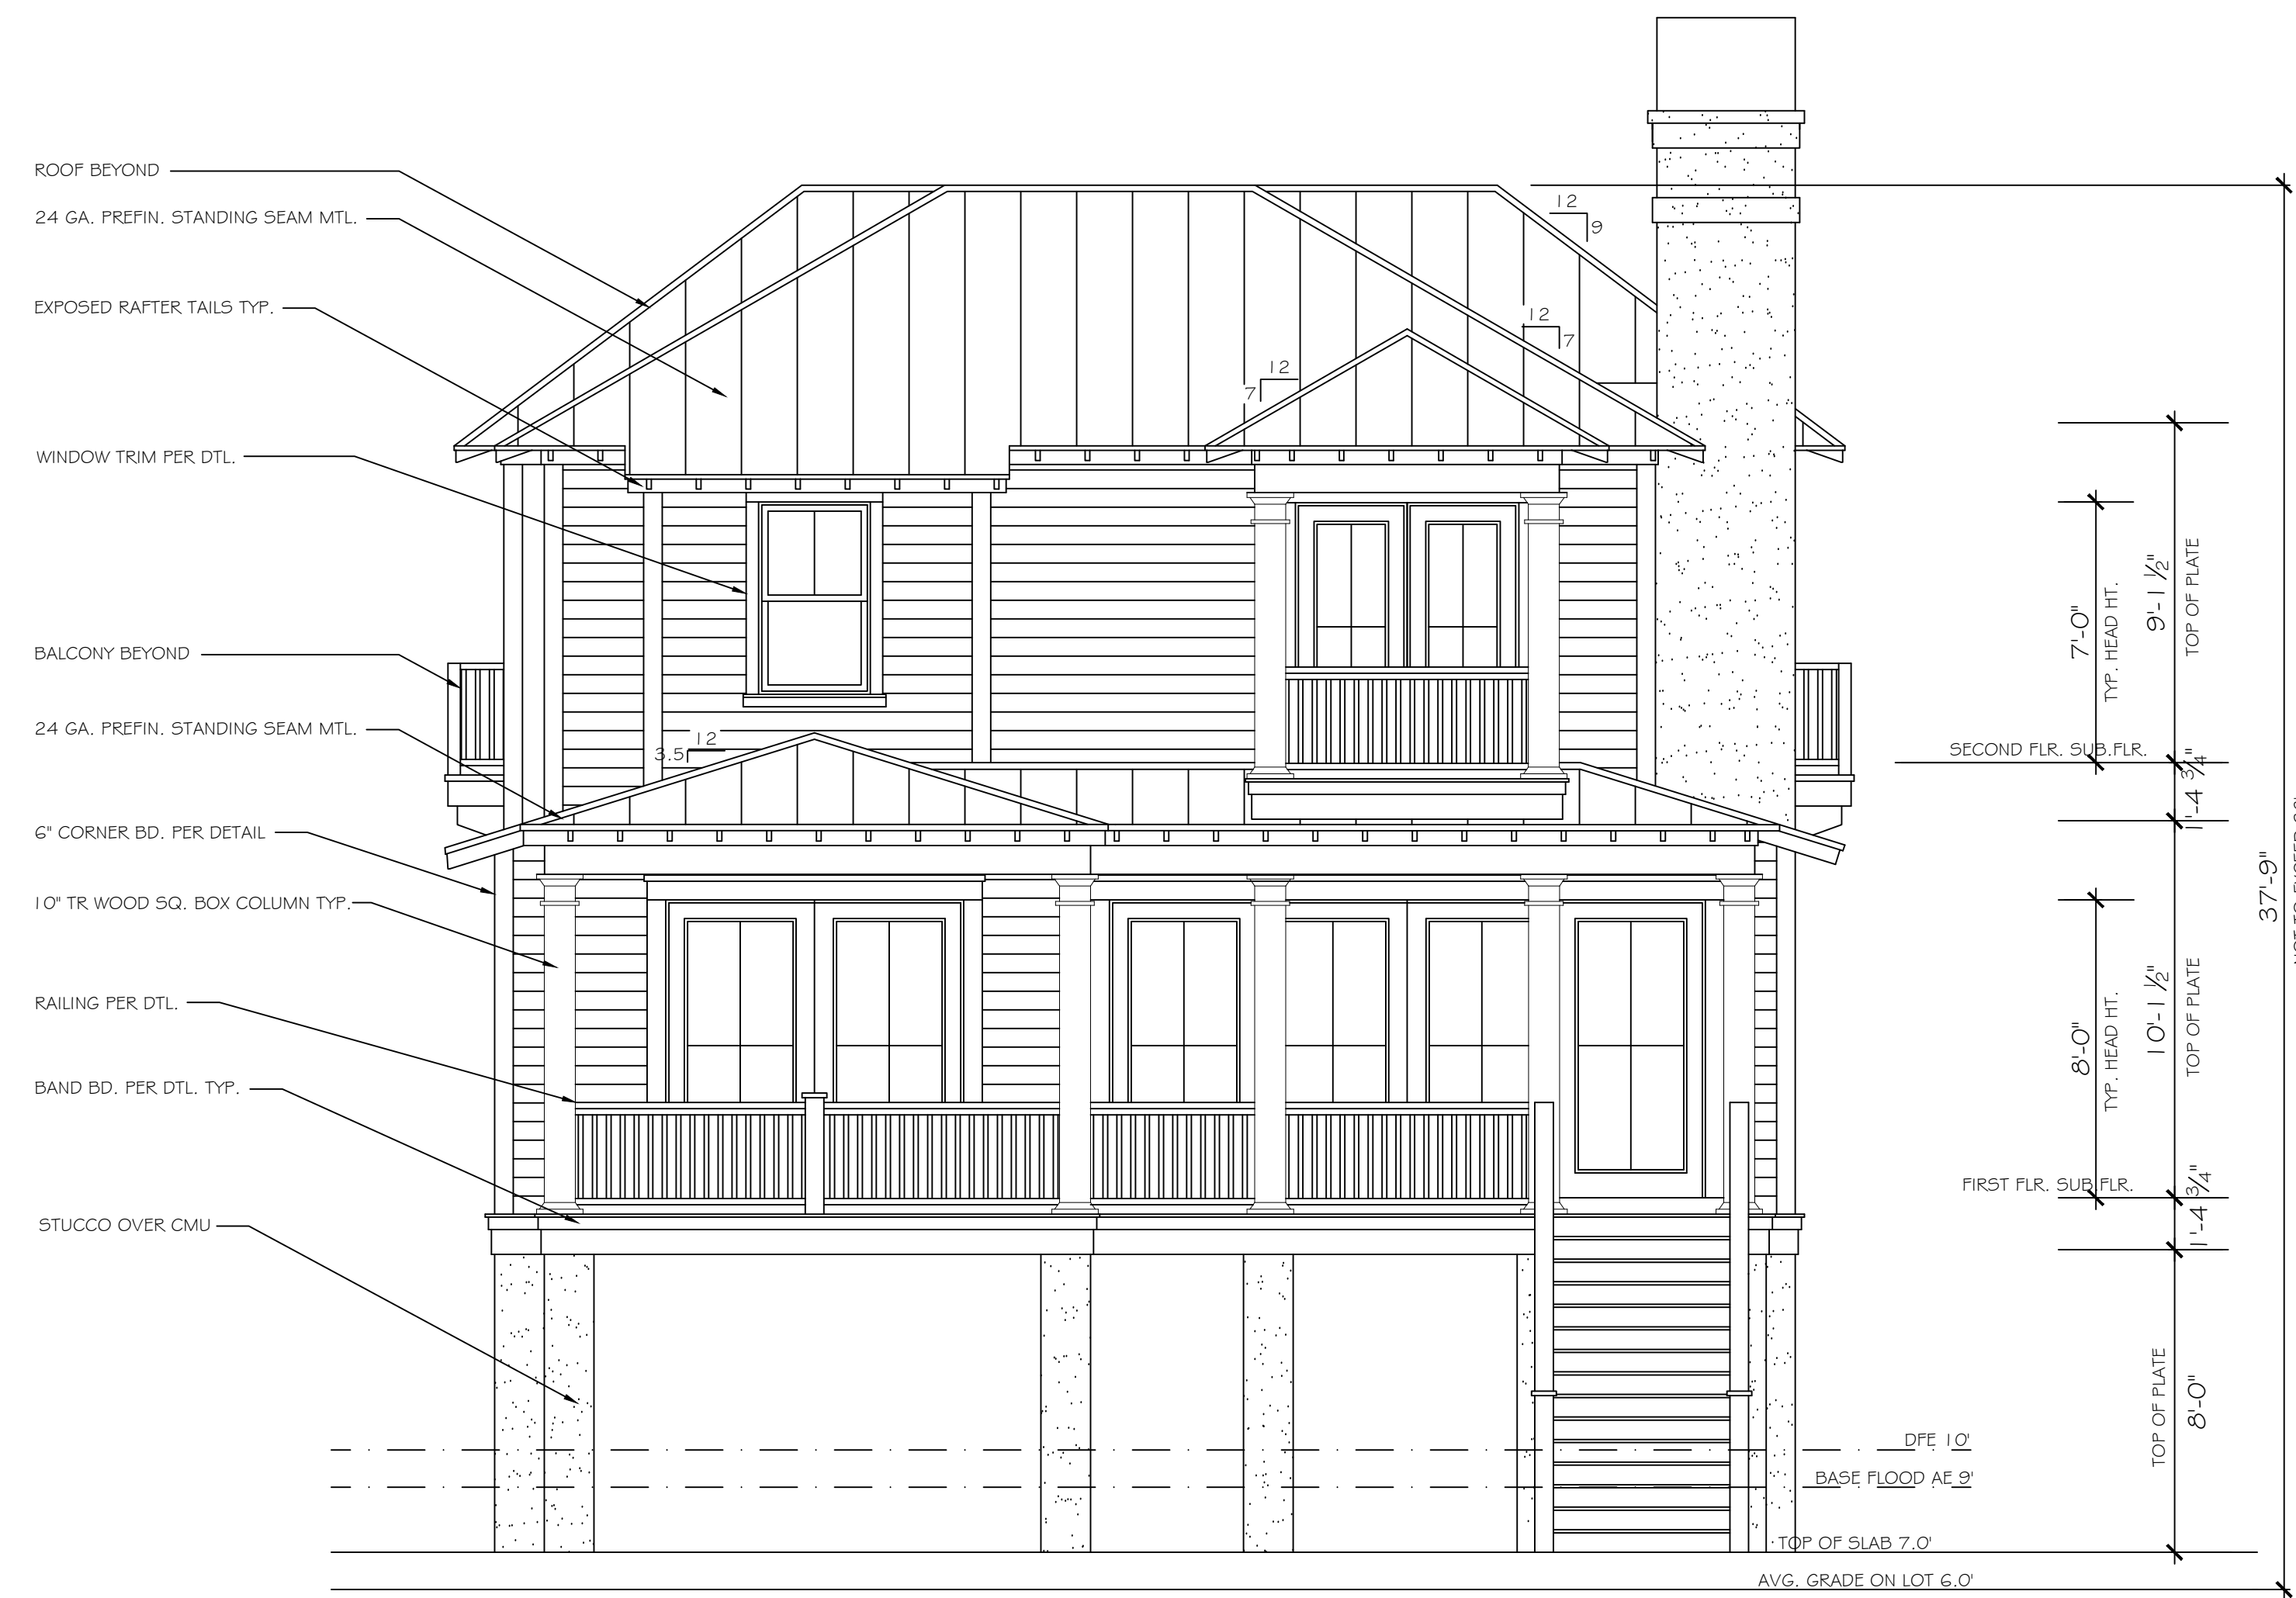 ROOF BEYOND
24 GA. PREFIN. STANDING SEAM MTL.
EXPOSED RAFTER TAILS TYP.
WINDOW TRIM PER DTL.
BALCONY BEYOND
24 GA. PREFIN. STANDING SEAM MTL.
6" CORNER BD. PER DETAIL
10" TR WOOD SQ. BOX COLUMN TYP.
RAILING PER DTL.
BAND BD. PER DTL. TYP.
STUCCO OVER CMU
12
9
12
7
12
7
12
3.5
7'-0"
TYP. HEAD HT.
9'-1 1/2"
TOP OF PLATE
SECOND FLR. SUB.FLR.
1'-4 3/4"
8'-0"
TYP. HEAD HT.
10'-1 1/2"
TOP OF PLATE
37'-9"
FIRST FLR. SUB.FLR.
1'-4 3/4"
TOP OF PLATE
8'-0"
DFE 10'
BASE FLOOD AE 9'
TOP OF SLAB 7.0'
AVG. GRADE ON LOT 6.0'